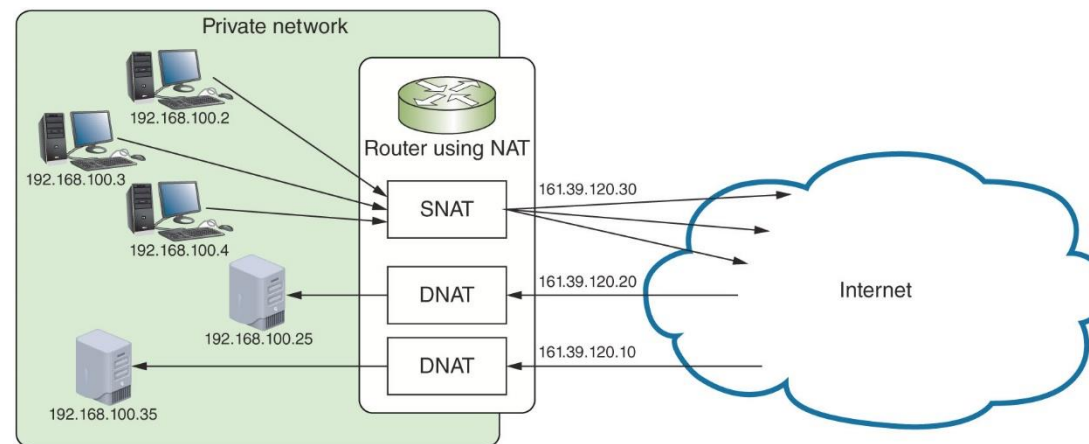 Private network
192.168.100.2
192.168.100.3
192.168.100.4
192.168.100.25
192.168.100.35
Router using NAT
SNAT
DNAT
DNAT
161.39.120.30
161.39.120.20
161.39.120.10
Internet